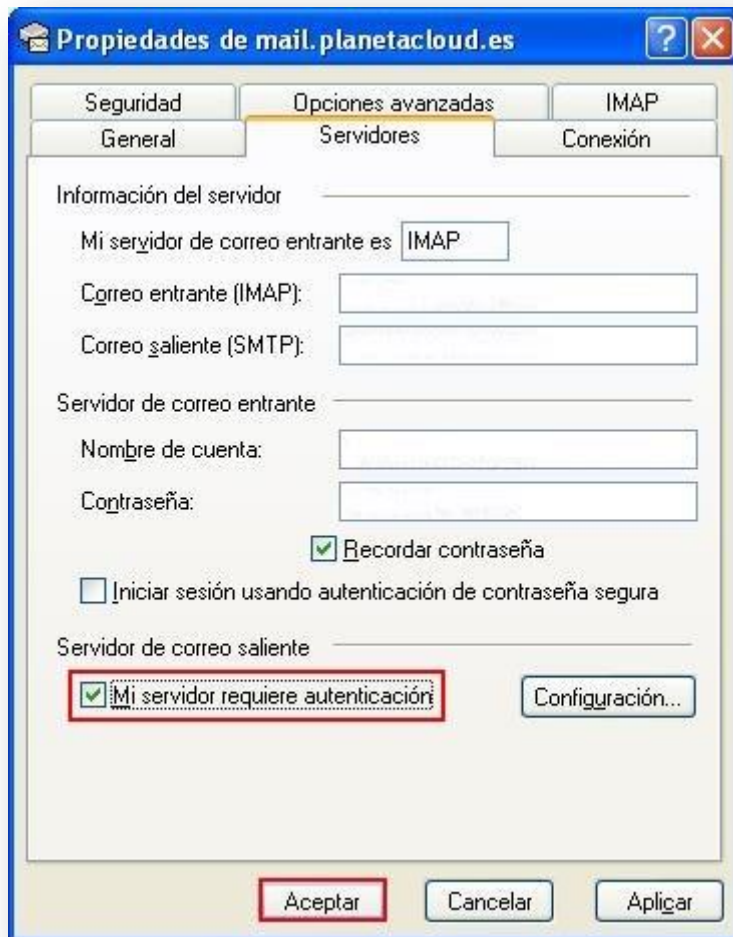 Propiedades de mail.planetacloud.es
Seguridad Opciones avanzadas IMAP
General Servidores Conexión
Información del servidor
Mi servidor de correo entrante es IMAP
Correo entrante (IMAP):
Correo saliente (SMTP):
Servidor de correo entrante
Nombre de cuenta:
Contraseña:
Recordar contraseña
Iniciar sesión usando autenticación de contraseña segura
Servidor de correo saliente
Mi servidor requiere autenticación Configuración...
Aceptar Cancelar Aplicar